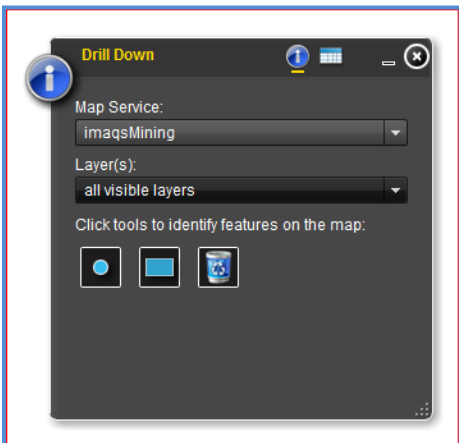 Drill Down
Map Service:
imaqsMining
Layer(s):
all visible layers
Click tools to identify features on the map: